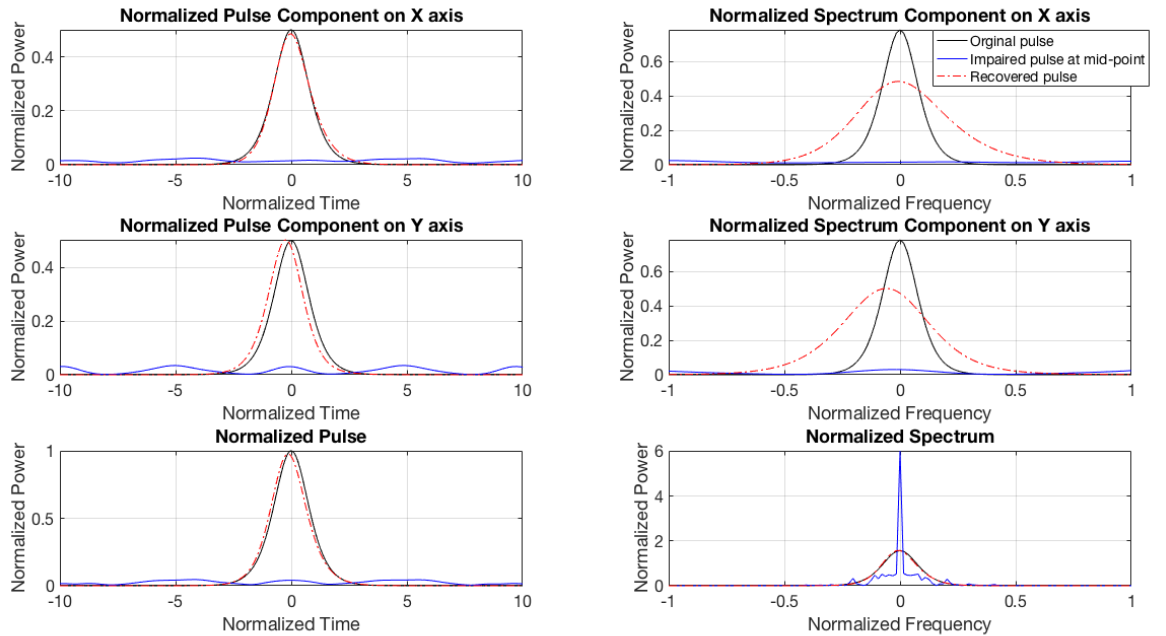 Normalized Pulse Component on X axis
Normalized Power
0.4
0.2
0
-10
-5
0
5
10
Normalized Time
Normalized Spectrum Component on X axis
Normalized Power
0.6
0.4
0.2
0
-1
-0.5
0
0.5
1
Normalized Frequency
Orginal pulse
Impaired pulse at mid-point
Recovered pulse
Normalized Pulse Component on Y axis
Normalized Power
0.4
0.2
0
-10
-5
0
5
10
Normalized Time
Normalized Spectrum Component on Y axis
Normalized Power
0.6
0.4
0.2
0
-1
-0.5
0
0.5
1
Normalized Frequency
Normalized Pulse
Normalized Power
1
0.5
0
-10
-5
0
5
10
Normalized Time
Normalized Spectrum
Normalized Power
6
4
2
0
-1
-0.5
0
0.5
1
Normalized Frequency